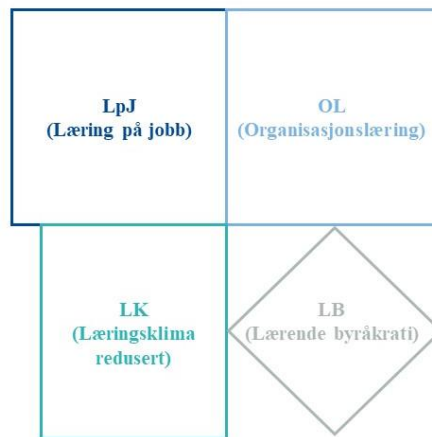 LpJ
(Læring på jobb)
OL
(Organisasjonslæring)
LK
(Læringsklima
redusert)
LB
(Lærende byråkrati)